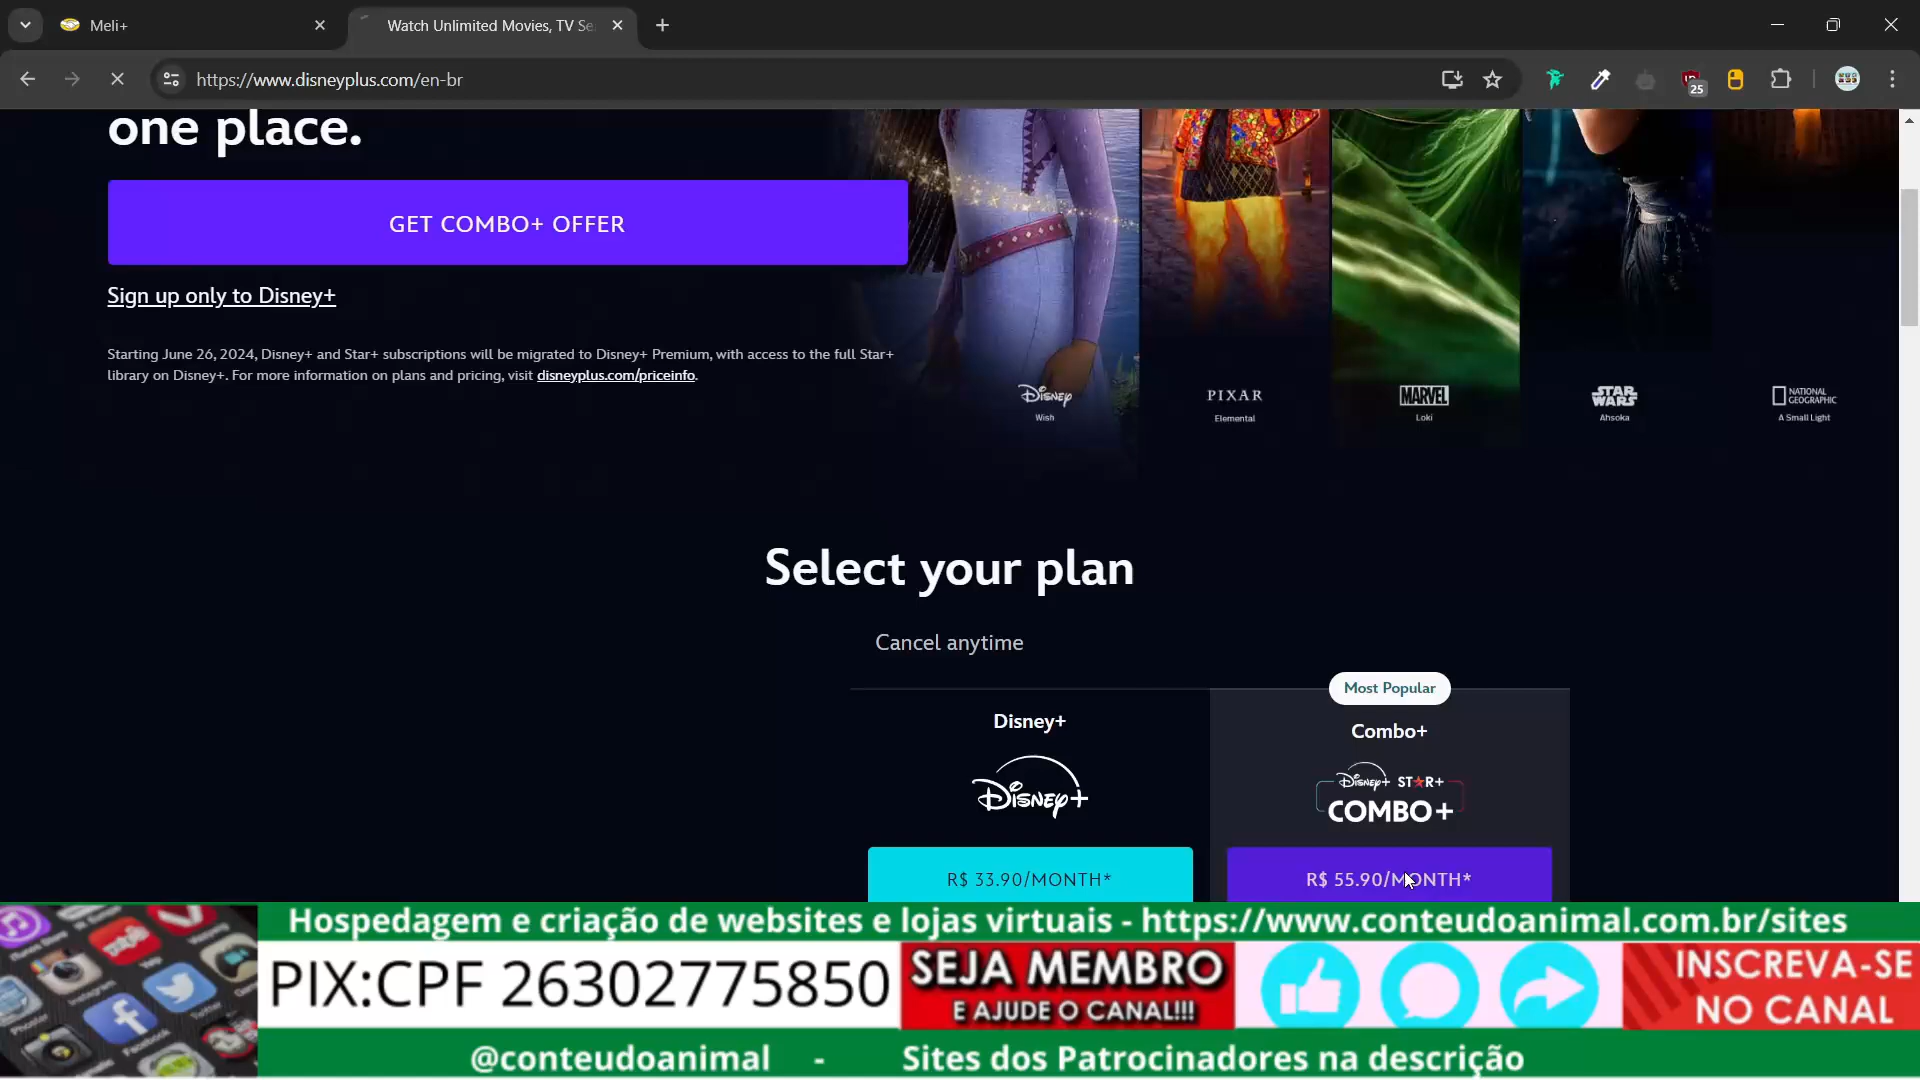 Meli+
Watch Unlimited Movies, TV Se
https://www.disneyplus.com/en-br
25
one place.
GET COMBO+ OFFER
Sign up only to Disney+
Starting June 26, 2024, Disney+ and Star+ subscriptions will be migrated to Disney+ Premium, with access to the full Star+
library on Disney+. For more information on plans and pricing, visit disneyplus.com/priceinfo.
Disney
Wish
PIXAR
Elemental
MARVEL
Loki
STAR
WARS
Ahsoka
NATIONAL
GEOGRAPHIC
A Small Light
Select your plan
Cancel anytime
Most Popular
Disney+
Combo+
Disney+
Disney+ STAR+
COMBO+
R$ 33.90/MONTH*
R$ 55.90/MONTH*
Hospedagem e criação de websites e lojas virtuais - https://www.conteudoanimal.com.br/sites
PIX:CPF 26302775850
SEJA MEMBRO
E AJUDE O CANAL!!!
INSCREVA-SE
NO CANAL
@conteudoanimal - Sites dos Patrocinadores na descrição